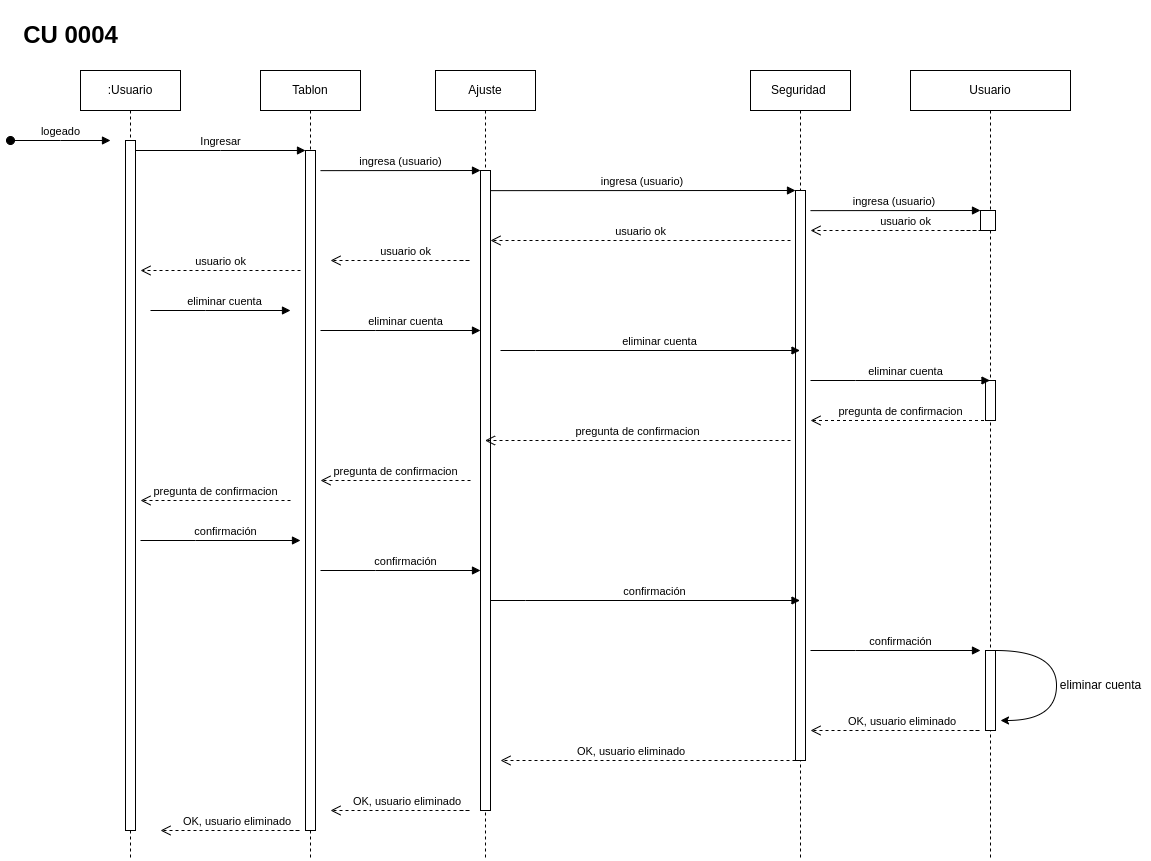 CU 0004
:Usuario
Tablon
Ajuste
Seguridad
Usuario
logeado
Ingresar
ingresa (usuario)
ingresa (usuario)
ingresa (usuario)
usuario ok
usuario ok
usuario ok
usuario ok
eliminar cuenta
eliminar cuenta
eliminar cuenta
eliminar cuenta
pregunta de confirmacion
pregunta de confirmacion
pregunta de confirmacion
pregunta de confirmacion
confirmación
confirmación
confirmación
confirmación
eliminar cuenta
OK, usuario eliminado
OK, usuario eliminado
OK, usuario eliminado
OK, usuario eliminado